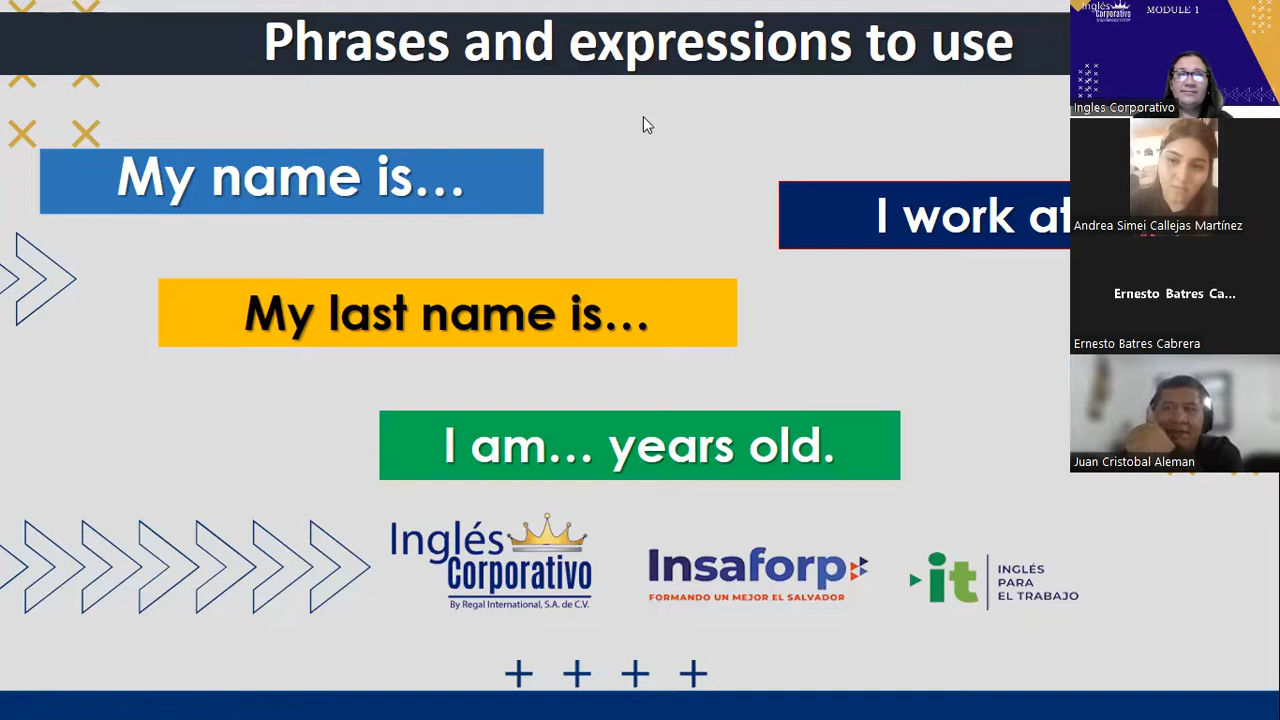 Phrases and expressions to use
My name is...
I work at
My last name is...
I am... years old.
Inglés
Corporativo
By Regal International, S.A. de C.V.
Insaforp
FORMANDO UN MEJOR EL SALVADOR
it
INGLÉS
PARA
EL TRABAJO
Inglés
Corporativo
MODULE 1
Ingles Corporativo
Andrea Simei Callejas Martínez
Ernesto Batres Ca...
Ernesto Batres Cabrera
Juan Cristobal Aleman